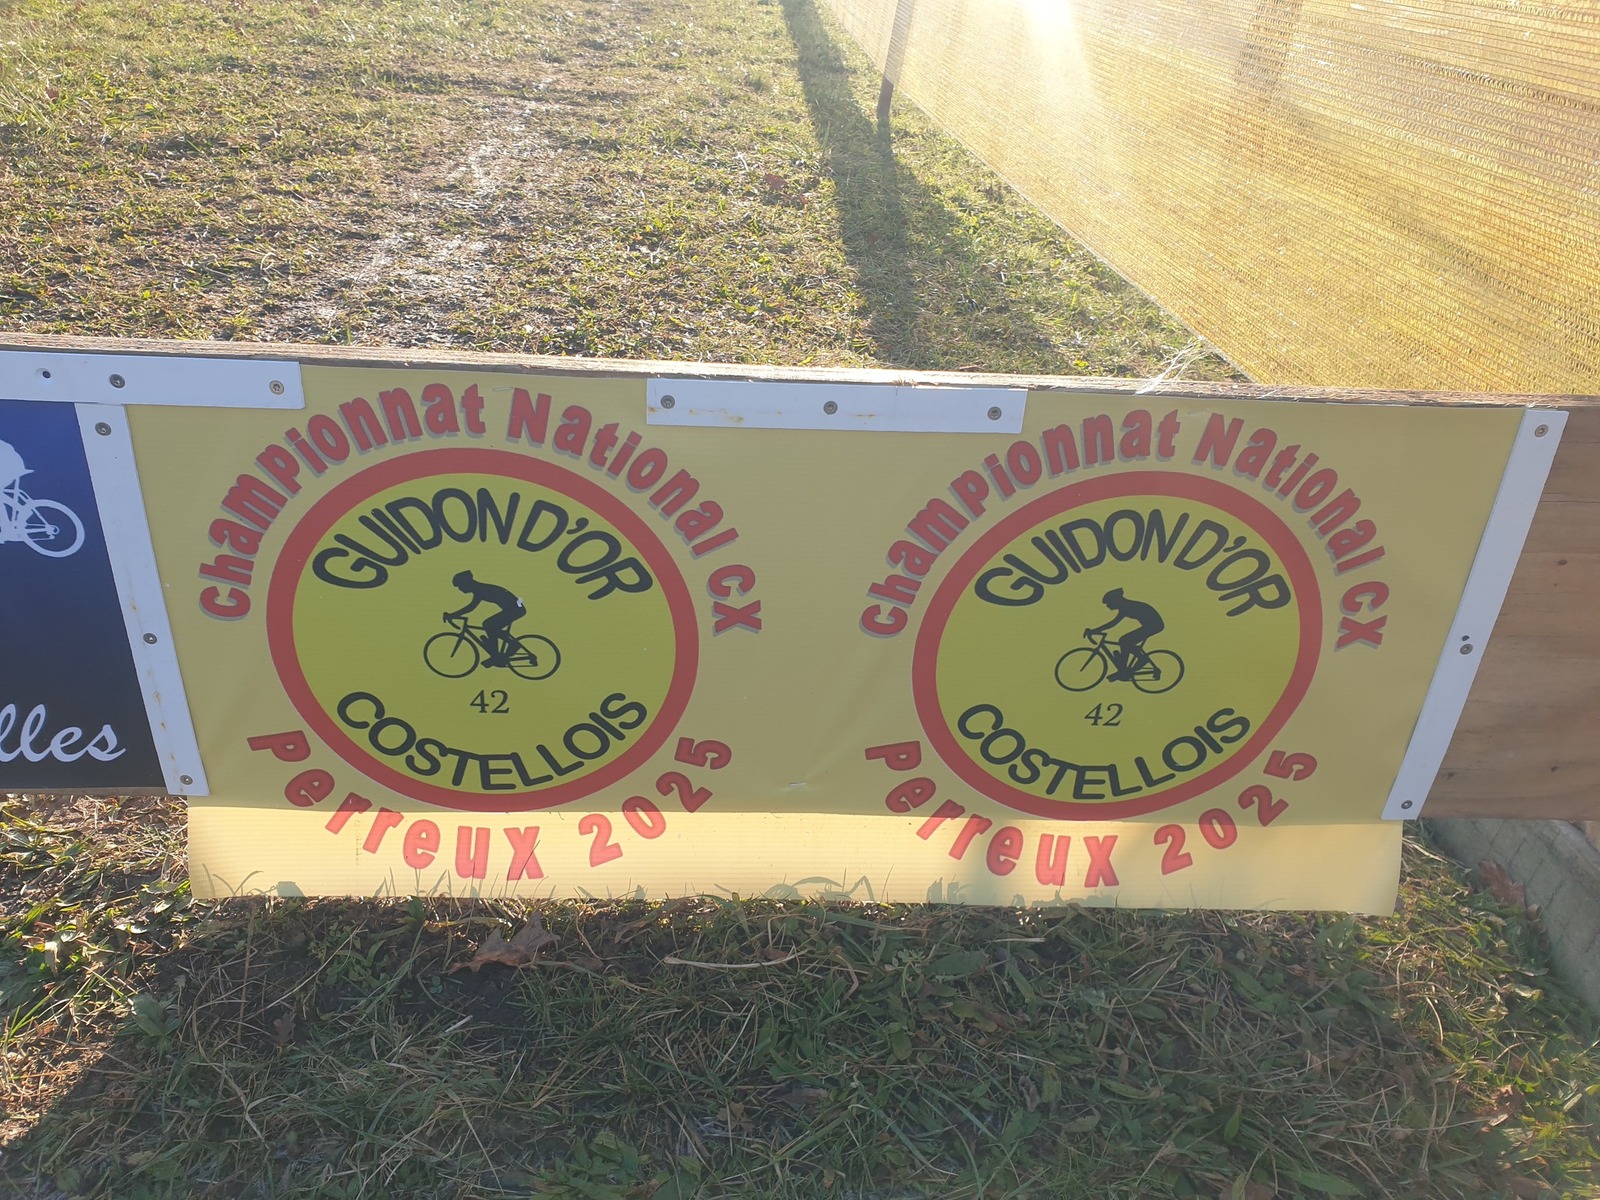 lles
Championnat National CX
GUIDON D'OR
42
COSTELLOIS
Perreux 2025
Championnat National CX
GUIDON D'OR
42
COSTELLOIS
Perreux 2025